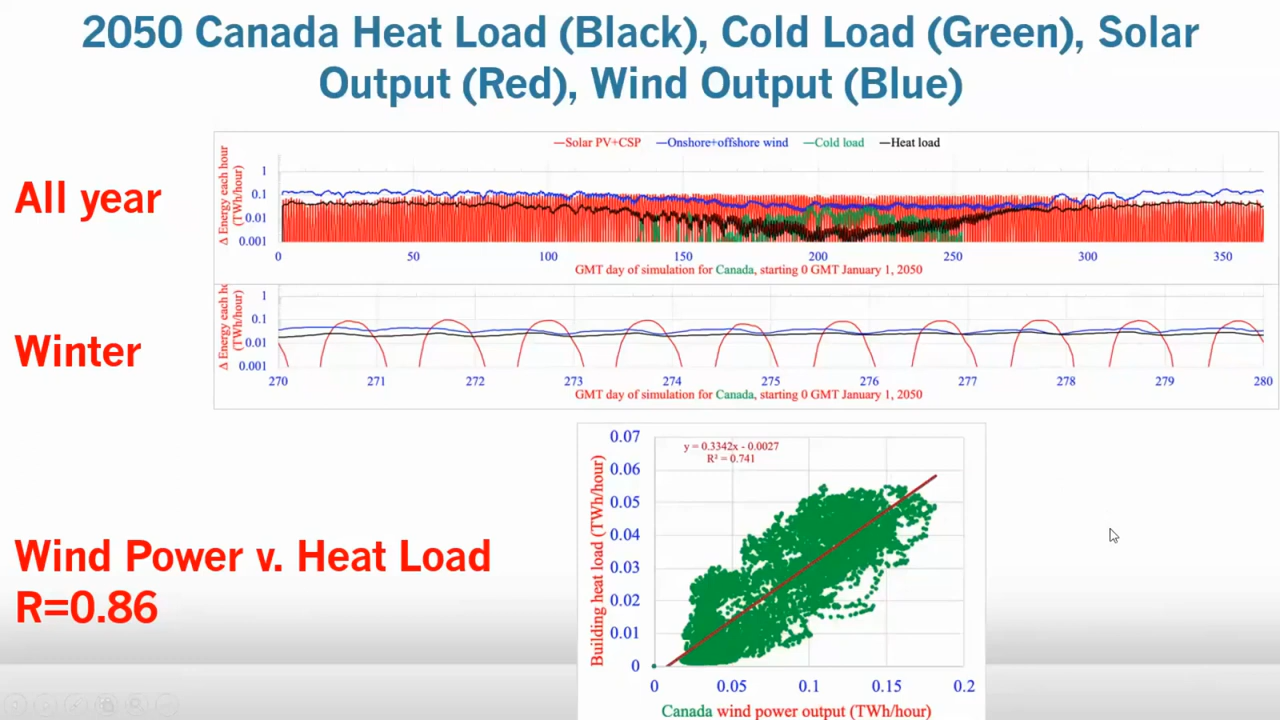 2050 Canada Heat Load (Black), Cold Load (Green), Solar
Output (Red), Wind Output (Blue)
All year
—Solar PV+CSP —Onshore+offshore wind —Cold load —Heat load
Δ Energy each hour
(TWh/hour)
1
0.1
0.01
0.001
0 50 100 150 200 250 300 350
GMT day of simulation for Canada, starting 0 GMT January 1, 2050
Winter
Δ Energy each
(TWh/hour)
1
0.1
0.01
0.001
270 271 272 273 274 275 276 277 278 279 280
GMT day of simulation for Canada, starting 0 GMT January 1, 2050
Wind Power v. Heat Load
R=0.86
Building heat load (TWh/hour)
0.07
0.06
0.05
0.04
0.03
0.02
0.01
0
y = 0.3342x - 0.0027
R² = 0.741
0 0.05 0.1 0.15 0.2
Canada wind power output (TWh/hour)